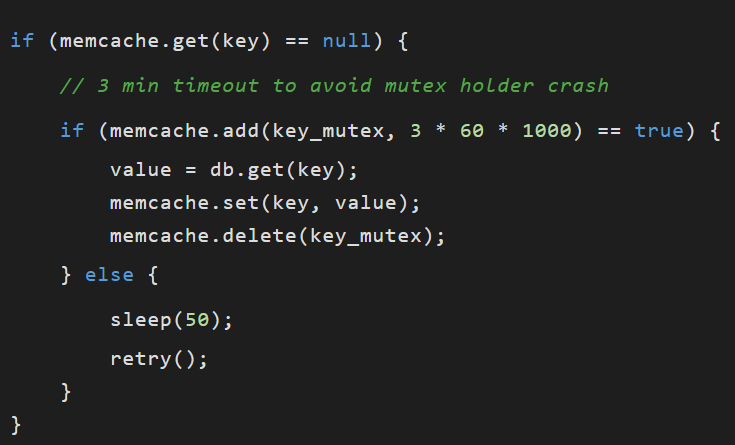 if (memcache.get(key) == null) {
    // 3 min timeout to avoid mutex holder crash
    if (memcache.add(key_mutex, 3 * 60 * 1000) == true) {
        value = db.get(key);
        memcache.set(key, value);
        memcache.delete(key_mutex);
    } else {
        sleep(50);
        retry();
    }
}